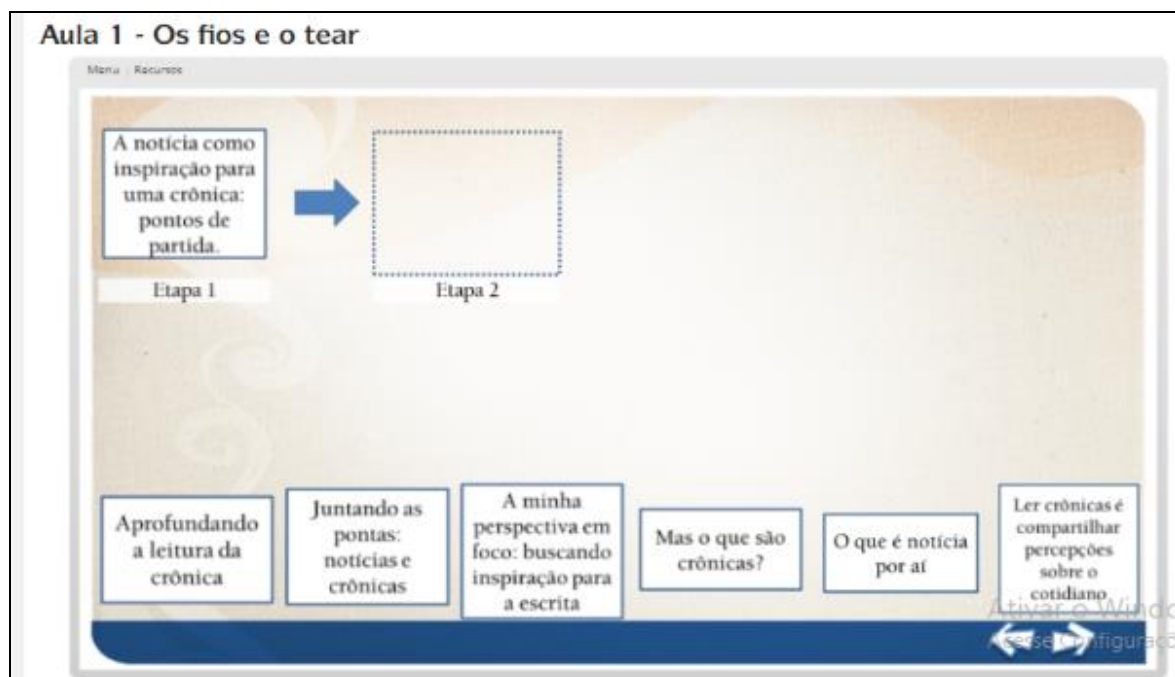 Aula 1 - Os fios e o tear
Menu Recursos
A notícia como
inspiração para
uma crônica:
pontos de
partida.
Etapa 1
Etapa 2
Aprofundando
a leitura da
crônica
Juntando as
pontas:
notícias e
crônicas
A minha
perspectiva em
foco: buscando
inspiração para
a escrita
Mas o que são
crônicas?
O que é notícia
por aí
Ler crônicas é
compartilhar
percepções
sobre o
cotidiano
Ativar o Windo